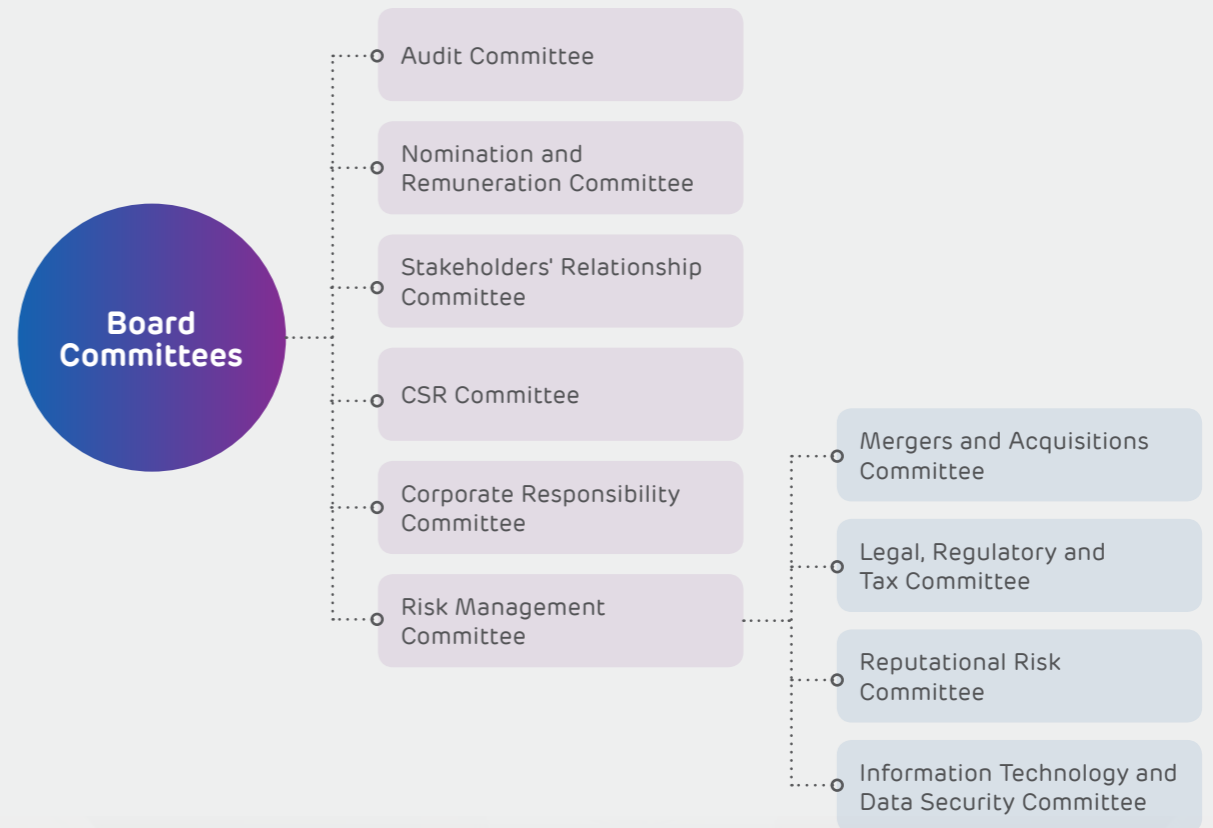 Board
Committees
Audit Committee
Nomination and
Remuneration Committee
Stakeholders' Relationship
Committee
CSR Committee
Corporate Responsibility
Committee
Risk Management
Committee
Mergers and Acquisitions
Committee
Legal, Regulatory and
Tax Committee
Reputational Risk
Committee
Information Technology and
Data Security Committee